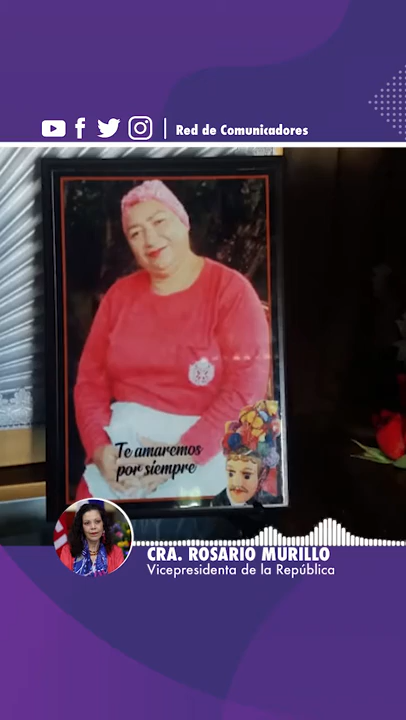 Red de Comunicadores
Te amaremos
por siempre
CRA. ROSARIO MURILLO
Vicepresidenta de la República